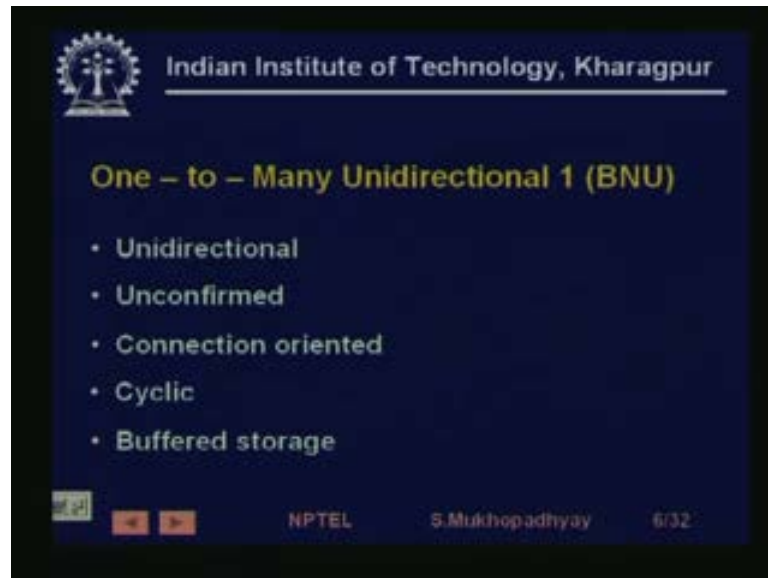 Indian Institute of Technology, Kharagpur
One – to – Many Unidirectional 1 (BNU)
• Unidirectional
• Unconfirmed
• Connection oriented
• Cyclic
• Buffered storage
NPTEL S.Mukhopadhyay 6/32